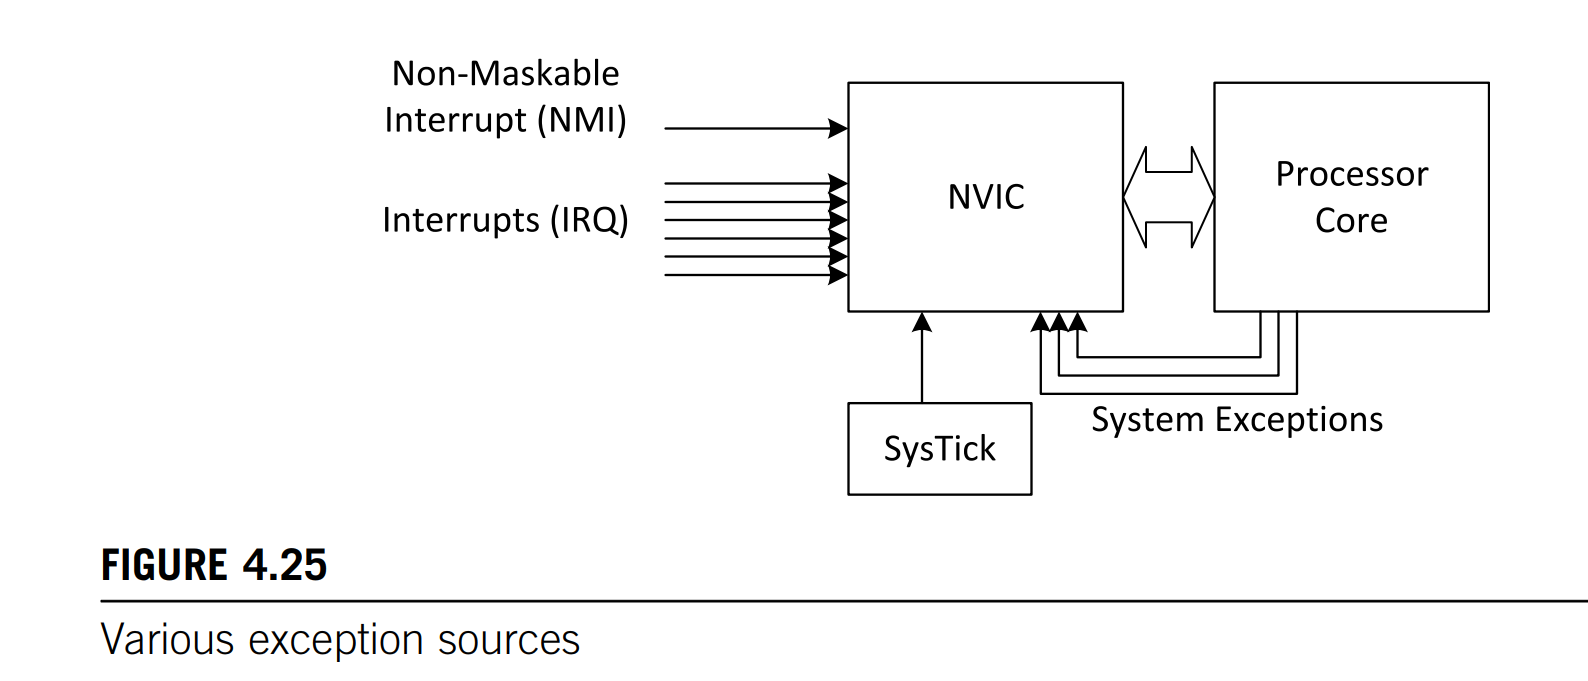 Non-Maskable
Interrupt (NMI)
Interrupts (IRQ)
NVIC
Processor
Core
SysTick
System Exceptions
FIGURE 4.25
Various exception sources